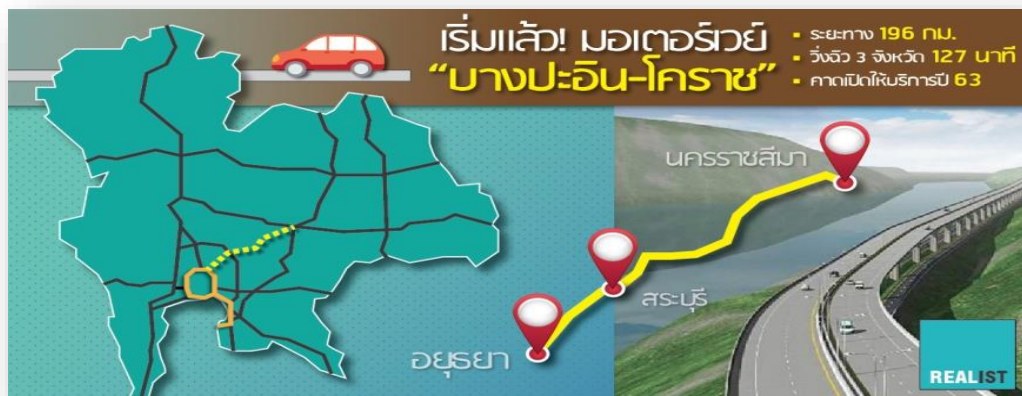 เริ่มแล้ว! มอเตอร์เวย์
“บางปะอิน-โคราช”
ระยะทาง 196 กม.
วิ่งฉิว 3 จังหวัด 127 นาที
คาดเปิดให้บริการปี 63
นครราชสีมา
สระบุรี
อยุธยา
REALIST